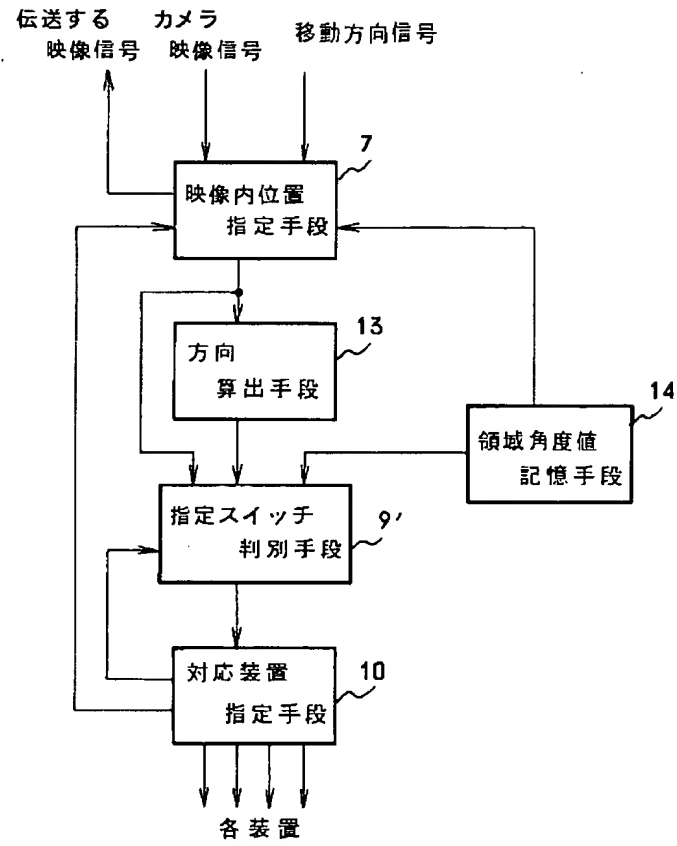 伝送する
映像信号
カメラ
映像信号
移動方向信号
7
映像内位置
指定手段
13
方向
算出手段
14
領域角度値
記憶手段
指定スイッチ
判別手段
9′
対応装置
指定手段
10
各装置